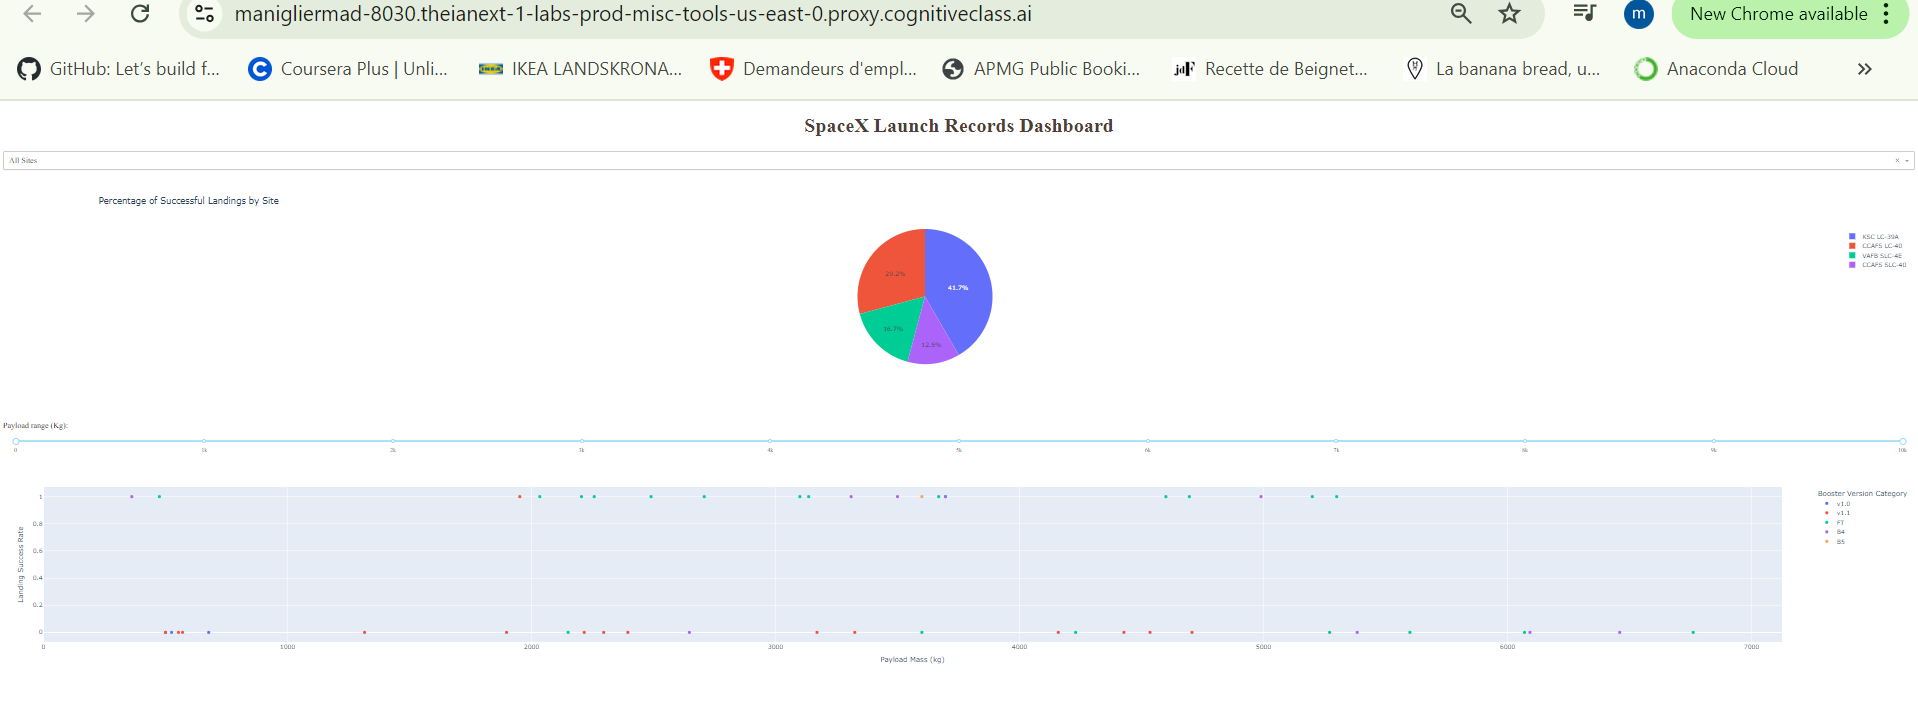 manigliermad-8030.theianext-1-labs-prod-misc-tools-us-east-0.proxy.cognitiveclass.ai
m
New Chrome available
GitHub: Let's build f...
Coursera Plus | Unli...
IKEA LANDSKRONA...
Demandeurs d'empl...
APMG Public Booki...
jdf Recette de Beignet...
La banana bread, u...
Anaconda Cloud
SpaceX Launch Records Dashboard
All Sites
Percentage of Successful Landings by Site
KSC LC-39A
CCAFS LC-40
VAFB SLC-4E
CCAFS SLC-40
29.2%
41.7%
16.7%
12.5%
Payload range (Kg):
0 1k 2k 3k 4k 5k 6k 7k 8k 9k 10k
Booster Version Category
v1.0
v1.1
FT
B4
B5
Landing Success Rate
1
0.8
0.6
0.4
0.2
0
0 1000 2000 3000 4000 5000 6000 7000
Payload Mass (kg)